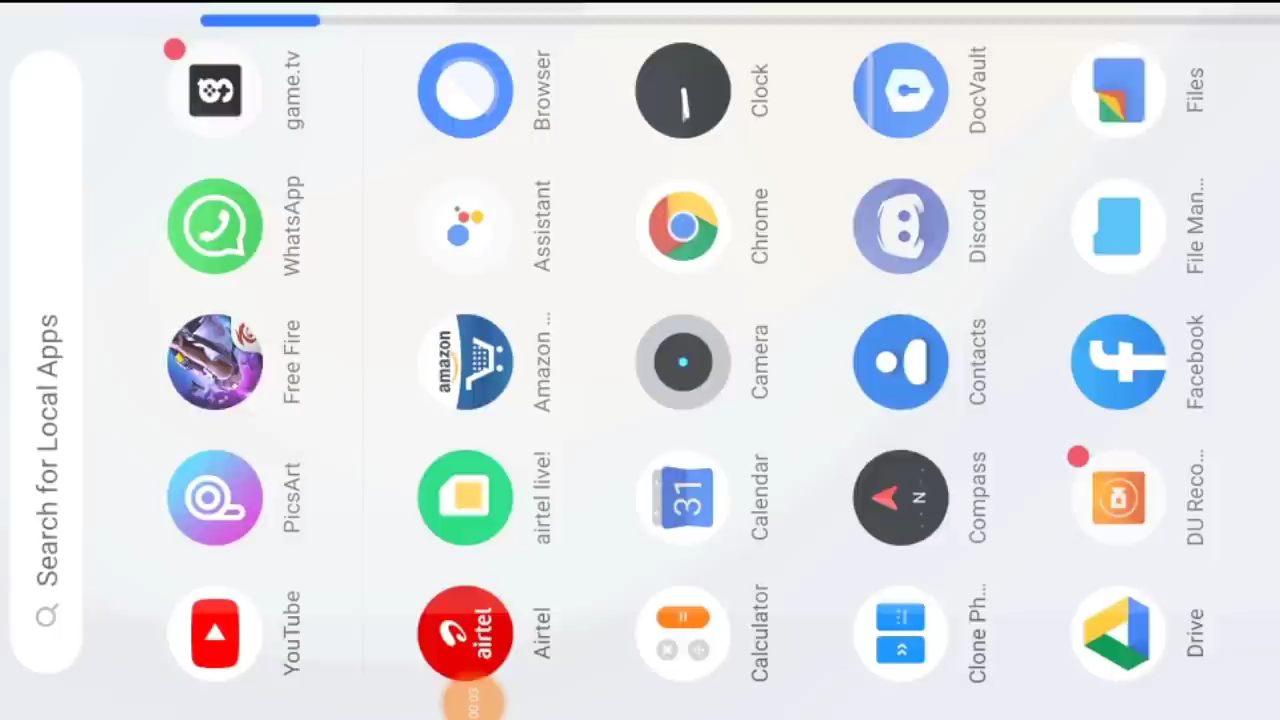 Search for Local Apps
YouTube
PicsArt
Free Fire
WhatsApp
game.tv
airtel
amazon
Airtel
airtel live!
Amazon ...
Assistant
Browser
31
Calculator
Calendar
Camera
Chrome
Clock
N
Clone Ph...
Compass
Contacts
Discord
DocVault
Drive
DU Reco...
Facebook
File Man...
Files
00:03